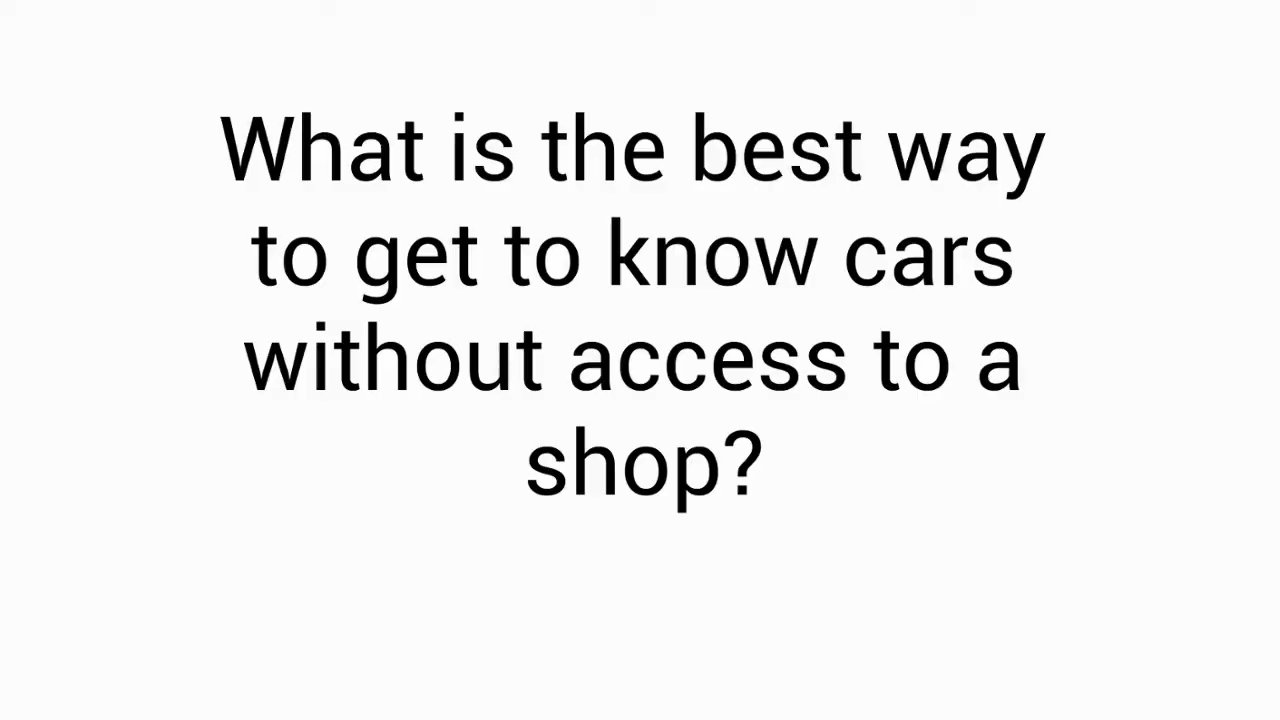 What is the best way
to get to know cars
without access to a
shop?